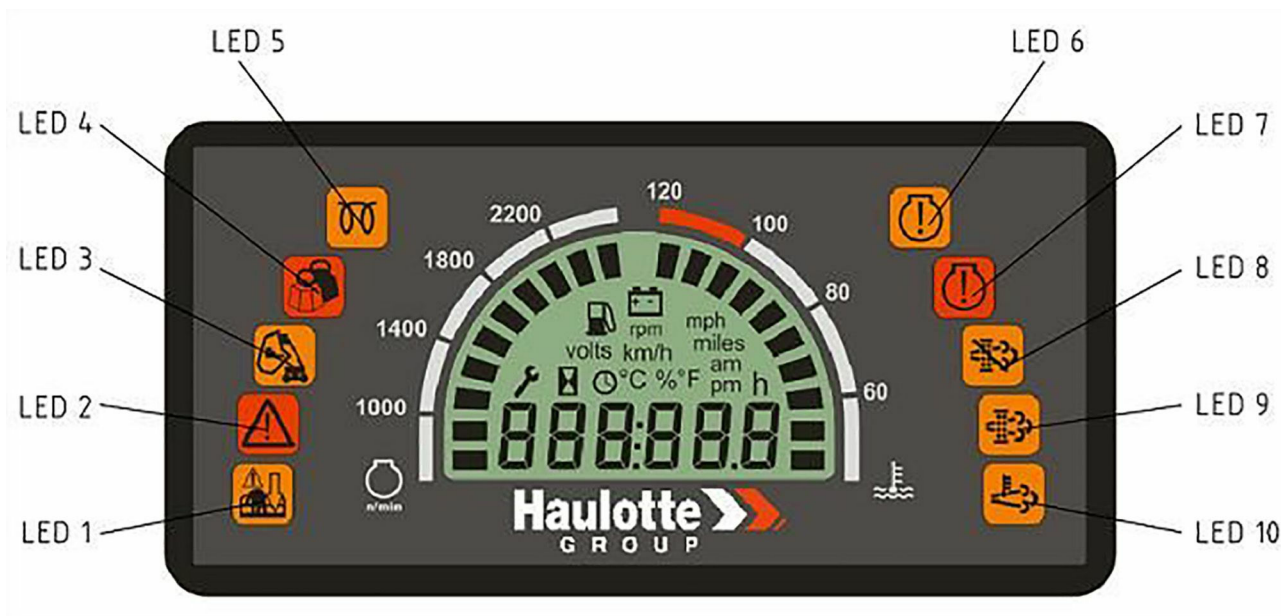 LED 5
LED 6
LED 4
LED 7
LED 3
LED 8
LED 2
LED 9
LED 1
LED 10
2200
1800
1400
1000
n/min
120
100
80
60
rpm
mph
volts
km/h
miles
am
°C
%°F
pm
h
888:88.8
Haulotte
GROUP